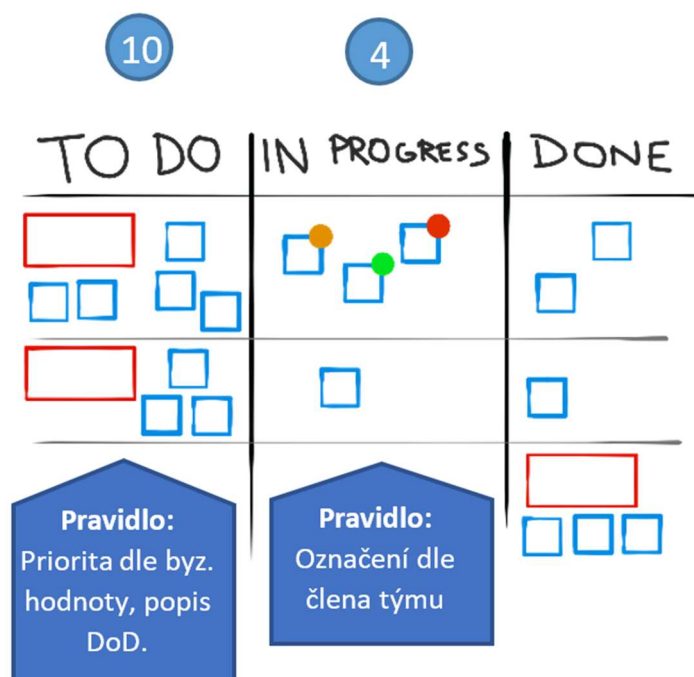 10
4
TO DO
IN PROGRESS
DONE
Pravidlo:
Priorita dle byz.
hodnoty, popis
DoD.
Pravidlo:
Označení dle
člena týmu